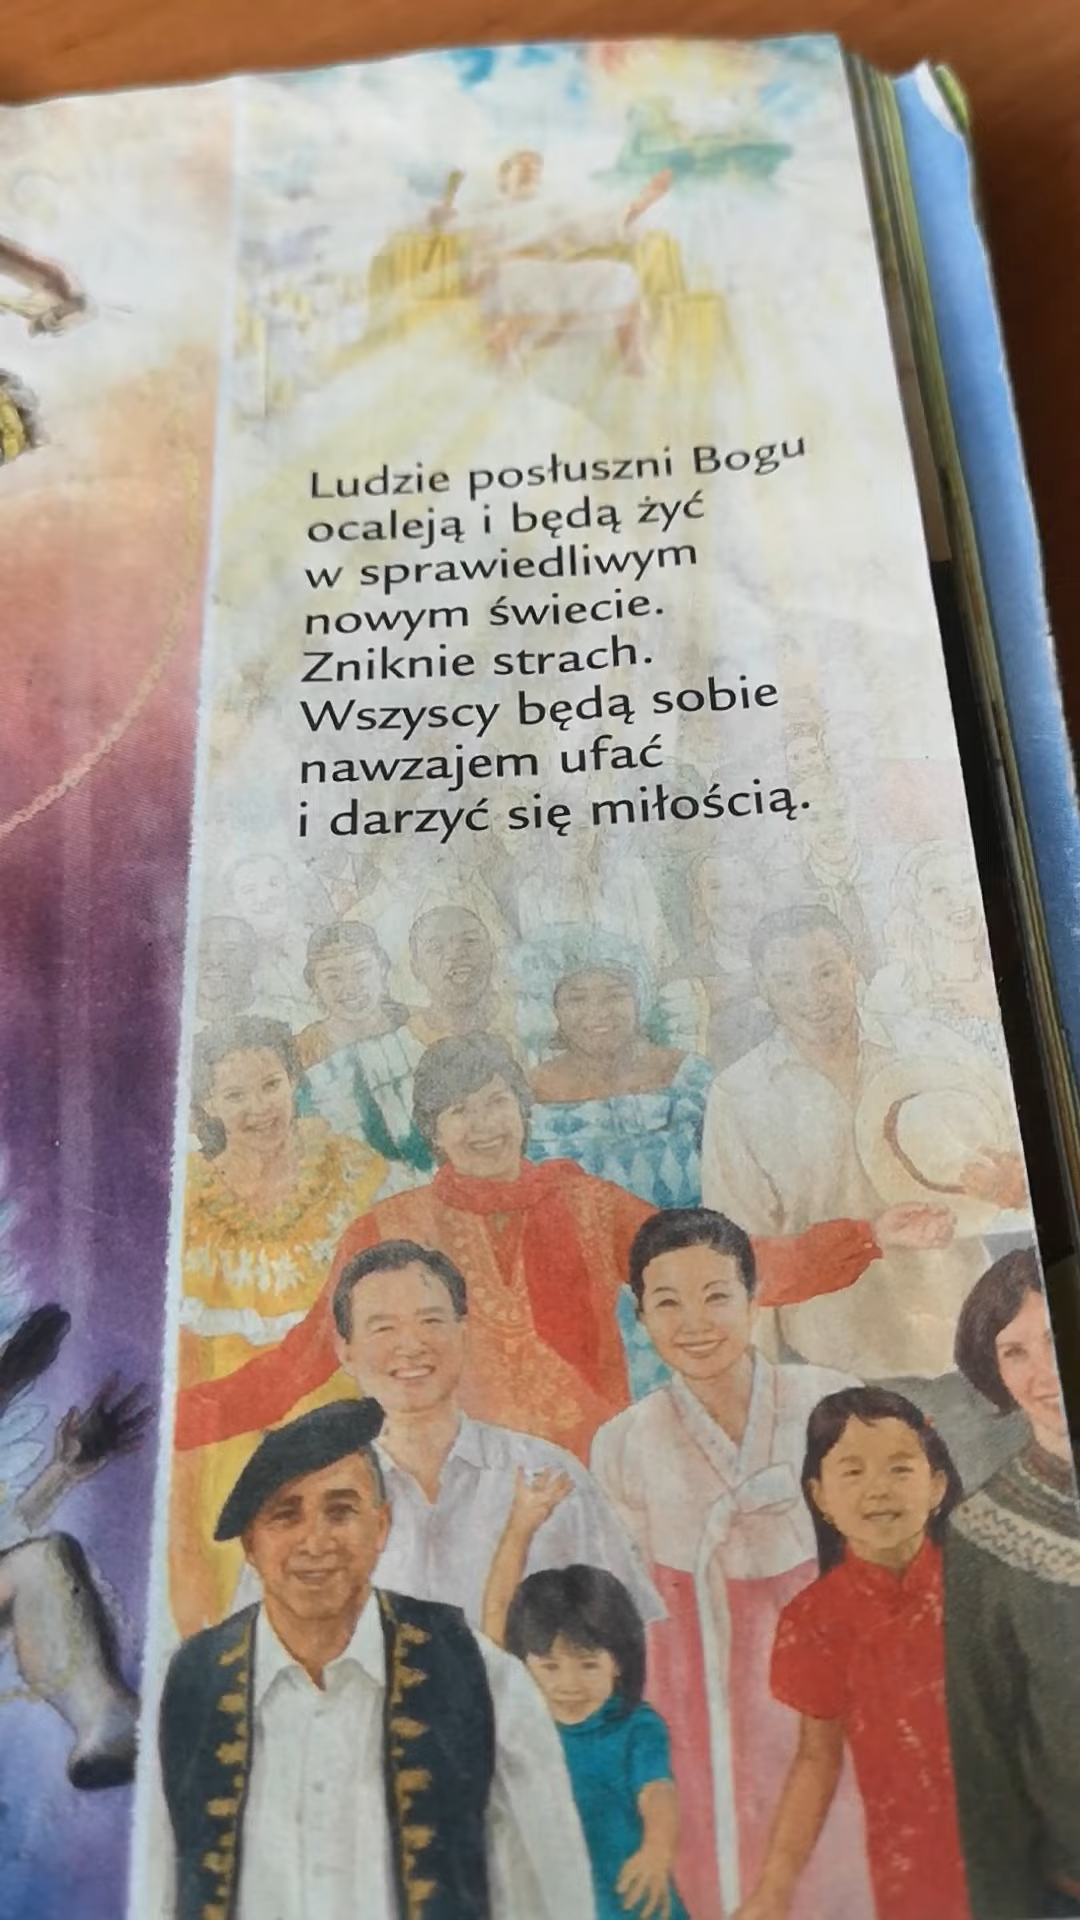 Ludzie posłuszni Bogu
ocaleją i będą żyć
w sprawiedliwym
nowym świecie.
Zniknie strach.
Wszyscy będą sobie
nawzajem ufać
i darzyć się miłością.